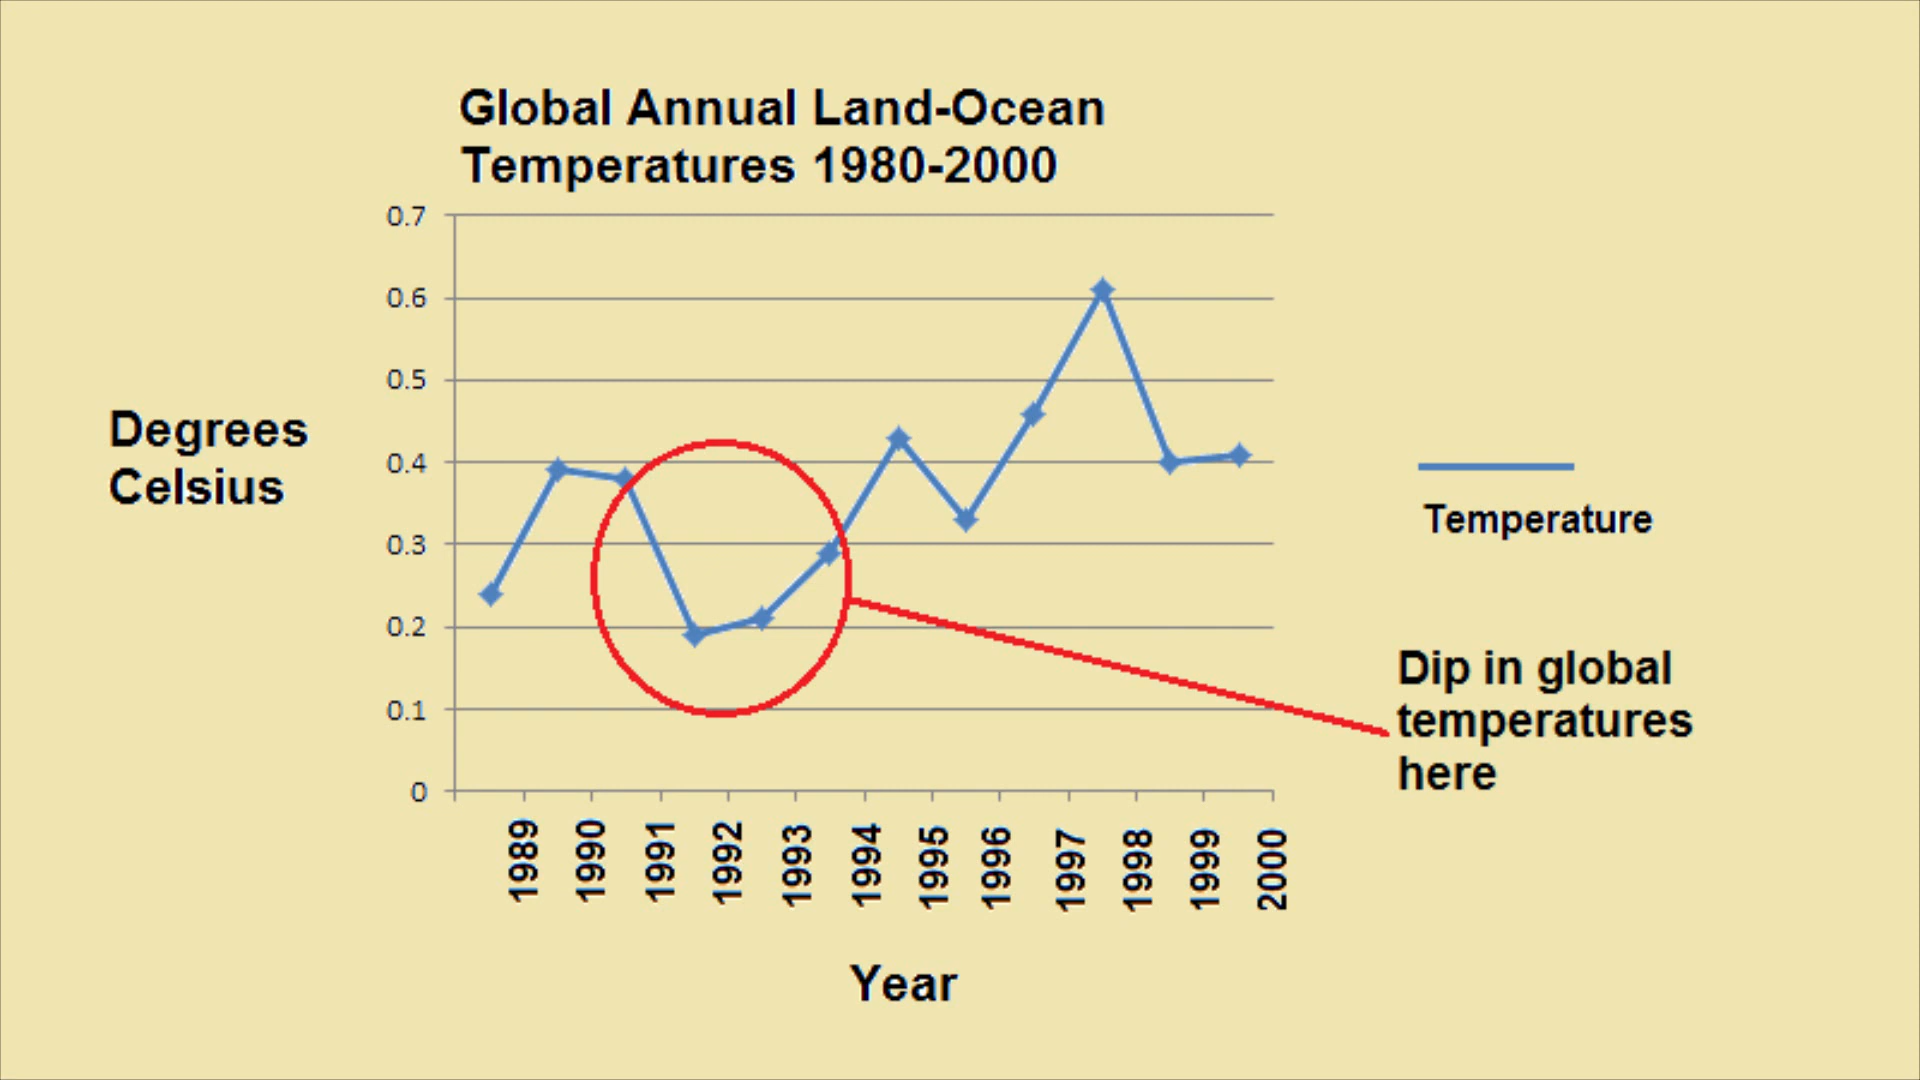 Global Annual Land-Ocean
Temperatures 1980-2000
0.7
0.6
0.5
0.4
0.3
0.2
0.1
0
Degrees
Celsius
Temperature
Dip in global
temperatures
here
1989 1990 1991 1992 1993 1994 1995 1996 1997 1998 1999 2000
Year